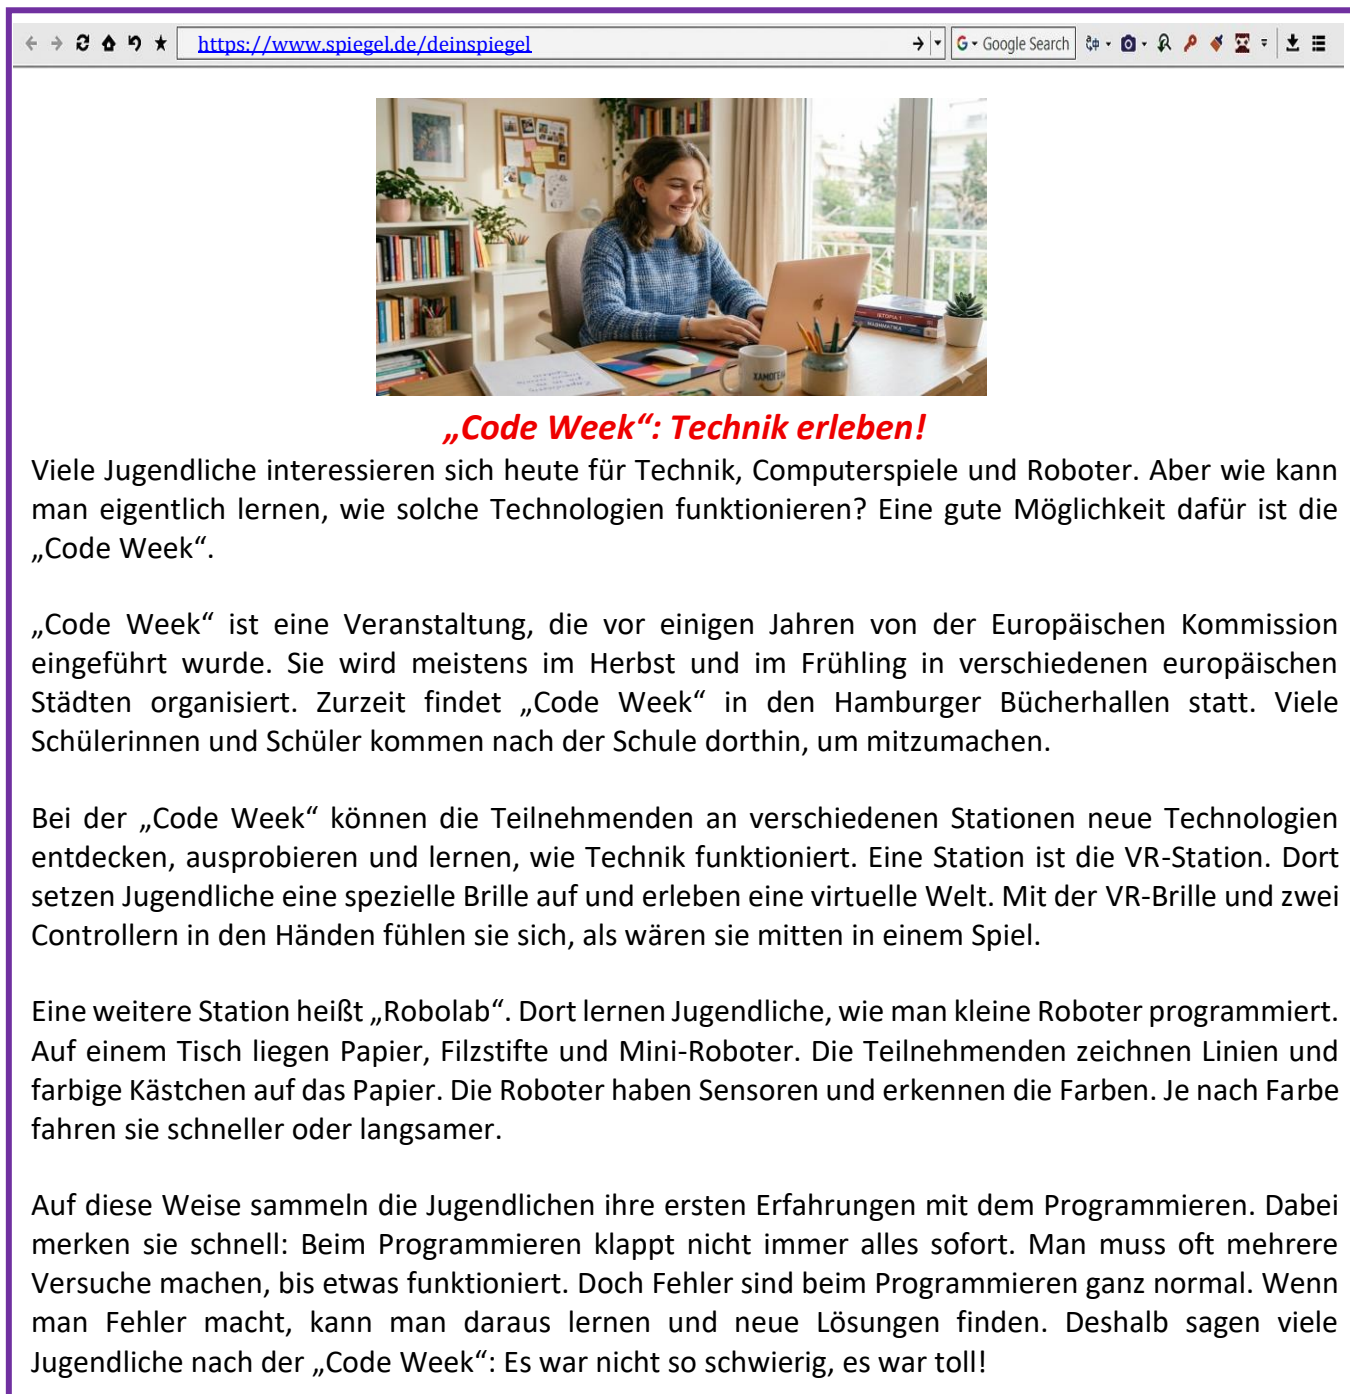 https://www.spiegel.de/deinspiegel
G Google Search
ΙΣΤΟΡΙΑ 1
ΜΑΘΗΜΑΤΙΚΑ
„Code Week“: Technik erleben!
Viele Jugendliche interessieren sich heute für Technik, Computerspiele und Roboter. Aber wie kann
man eigentlich lernen, wie solche Technologien funktionieren? Eine gute Möglichkeit dafür ist die
„Code Week“.
„Code Week“ ist eine Veranstaltung, die vor einigen Jahren von der Europäischen Kommission
eingeführt wurde. Sie wird meistens im Herbst und im Frühling in verschiedenen europäischen
Städten organisiert. Zurzeit findet „Code Week“ in den Hamburger Bücherhallen statt. Viele
Schülerinnen und Schüler kommen nach der Schule dorthin, um mitzumachen.
Bei der „Code Week“ können die Teilnehmenden an verschiedenen Stationen neue Technologien
entdecken, ausprobieren und lernen, wie Technik funktioniert. Eine Station ist die VR-Station. Dort
setzen Jugendliche eine spezielle Brille auf und erleben eine virtuelle Welt. Mit der VR-Brille und zwei
Controllern in den Händen fühlen sie sich, als wären sie mitten in einem Spiel.
Eine weitere Station heißt „Robolab“. Dort lernen Jugendliche, wie man kleine Roboter programmiert.
Auf einem Tisch liegen Papier, Filzstifte und Mini-Roboter. Die Teilnehmenden zeichnen Linien und
farbige Kästchen auf das Papier. Die Roboter haben Sensoren und erkennen die Farben. Je nach Farbe
fahren sie schneller oder langsamer.
Auf diese Weise sammeln die Jugendlichen ihre ersten Erfahrungen mit dem Programmieren. Dabei
merken sie schnell: Beim Programmieren klappt nicht immer alles sofort. Man muss oft mehrere
Versuche machen, bis etwas funktioniert. Doch Fehler sind beim Programmieren ganz normal. Wenn
man Fehler macht, kann man daraus lernen und neue Lösungen finden. Deshalb sagen viele
Jugendliche nach der „Code Week“: Es war nicht so schwierig, es war toll!